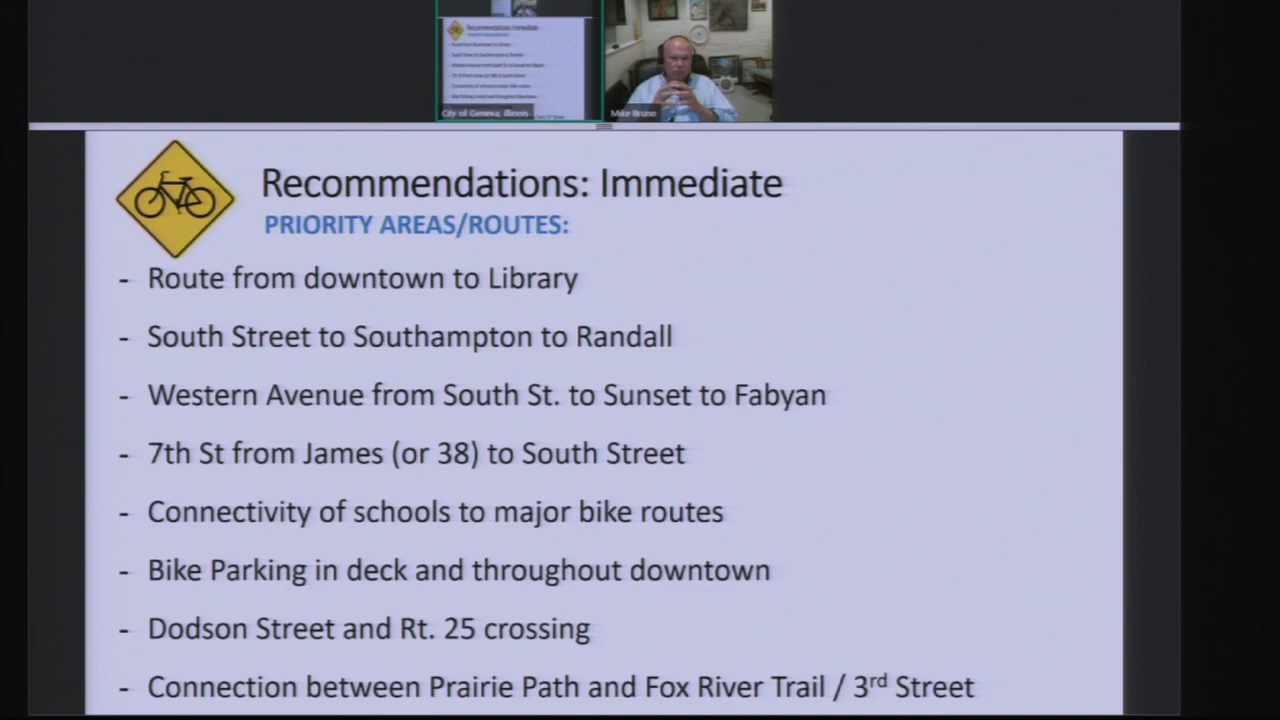 Recommendations: Immediate
City of Geneva, Illinois
Mike Bruno
Recommendations: Immediate
PRIORITY AREAS/ROUTES:
- Route from downtown to Library
- South Street to Southampton to Randall
- Western Avenue from South St. to Sunset to Fabyan
- 7th St from James (or 38) to South Street
- Connectivity of schools to major bike routes
- Bike Parking in deck and throughout downtown
- Dodson Street and Rt. 25 crossing
- Connection between Prairie Path and Fox River Trail / 3rd Street